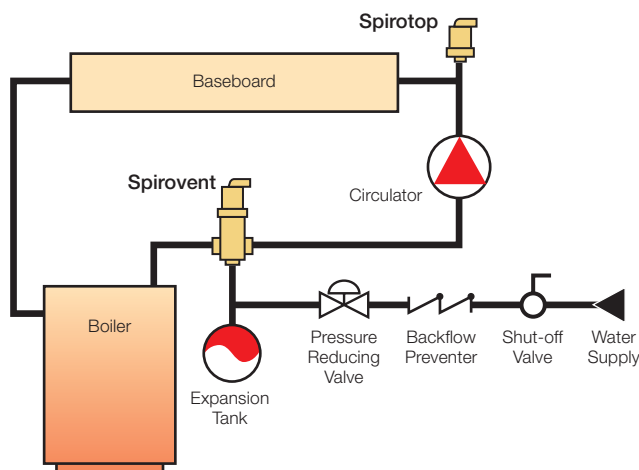 Spirotop
Baseboard
Spirovent
Circulator
Boiler
Pressure
Reducing
Valve
Backflow
Preventer
Shut-off
Valve
Water
Supply
Expansion
Tank